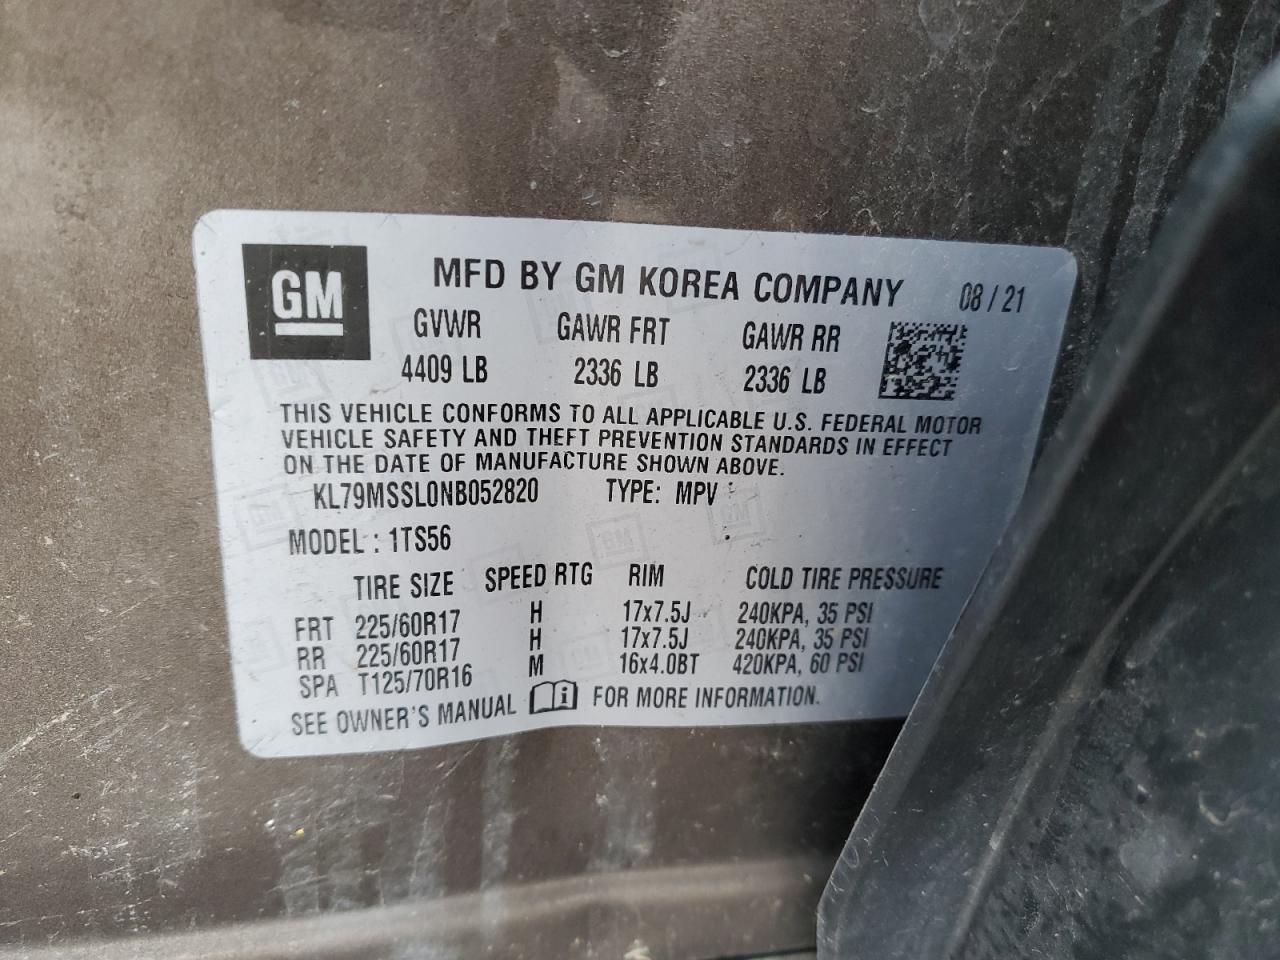 GM
MFD BY GM KOREA COMPANY 08 / 21
GVWR GAWR FRT GAWR RR
4409 LB 2336 LB 2336 LB
THIS VEHICLE CONFORMS TO ALL APPLICABLE U.S. FEDERAL MOTOR
VEHICLE SAFETY AND THEFT PREVENTION STANDARDS IN EFFECT
ON THE DATE OF MANUFACTURE SHOWN ABOVE.
KL79MSSL0NB052820 TYPE: MPV
MODEL : 1TS56
TIRE SIZE SPEED RTG RIM COLD TIRE PRESSURE
FRT 225/60R17 H 17x7.5J 240KPA, 35 PSI
RR 225/60R17 H 17x7.5J 240KPA, 35 PSI
SPA T125/70R16 M 16x4.0BT 420KPA, 60 PSI
SEE OWNER'S MANUAL i FOR MORE INFORMATION.